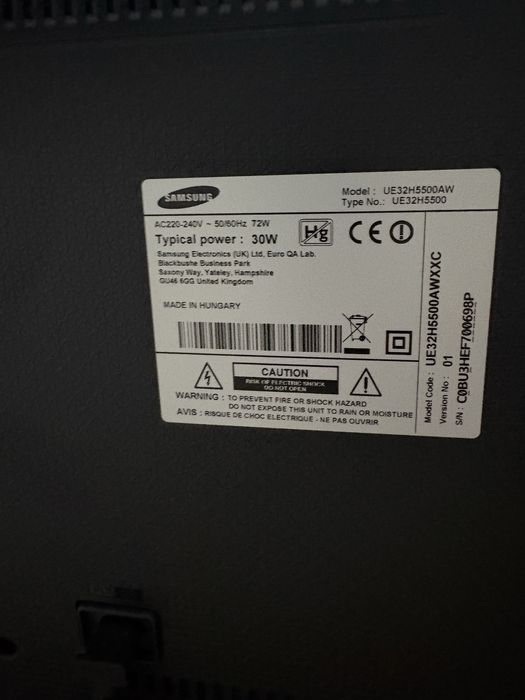 SAMSUNG
Model : UE32H5500AW
Type No.: UE32H5500
AC220-240V ~ 50/60Hz 72W
Typical power : 30W
Hg
CE
Samsung Electronics (UK) Ltd, Euro QA Lab.
Blackbushe Business Park
Saxony Way, Yateley, Hampshire
GU46 6GG United Kingdom
MADE IN HUNGARY
CAUTION
RISK OF ELECTRIC SHOCK
DO NOT OPEN
WARNING : TO PREVENT FIRE OR SHOCK HAZARD
DO NOT EXPOSE THIS UNIT TO RAIN OR MOISTURE
AVIS : RISQUE DE CHOC ELECTRIQUE - NE PAS OUVRIR
Model Code : UE32H5500AWXXC
Version No : 01
S/N : C0BU3HEF700698P